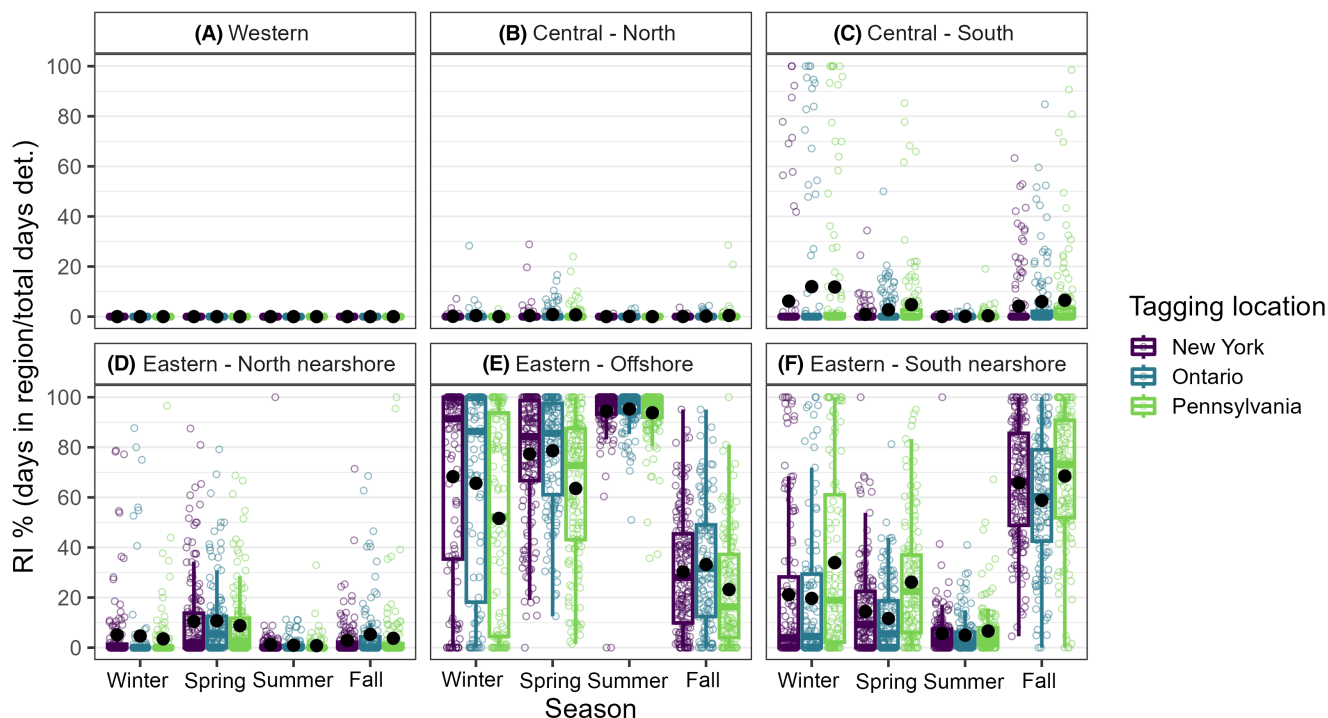 (A) Western
(B) Central - North
(C) Central - South
100
80
60
40
20
0
(D) Eastern - North nearshore
(E) Eastern - Offshore
(F) Eastern - South nearshore
100
80
60
40
20
0
RI % (days in region/total days det.)
Winter Spring Summer Fall
Winter Spring Summer Fall
Winter Spring Summer Fall
Season
Tagging location
New York
Ontario
Pennsylvania